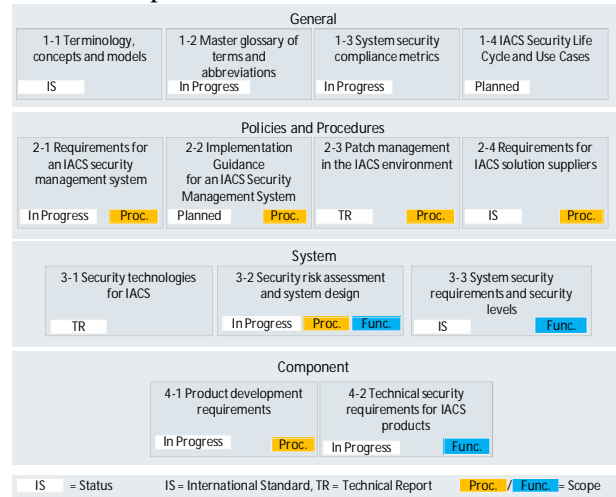 General
1-1 Terminology,
concepts and models
IS
1-2 Master glossary of
terms and
abbreviations
In Progress
1-3 System security
compliance metrics
In Progress
1-4 IACS Security Life
Cycle and Use Cases
Planned
Policies and Procedures
2-1 Requirements for
an IACS security
management system
In Progress Proc.
2-2 Implementation
Guidance
for an IACS Security
Management System
Planned Proc.
2-3 Patch management
in the IACS environment
TR Proc.
2-4 Requirements for
IACS solution suppliers
IS Proc.
System
3-1 Security technologies
for IACS
TR
3-2 Security risk assessment
and system design
In Progress Proc. Func.
3-3 System security
requirements and security
levels
IS Func.
Component
4-1 Product development
requirements
In Progress Proc.
4-2 Technical security
requirements for IACS
products
In Progress Func.
IS = Status IS = International Standard, TR = Technical Report Proc. / Func. = Scope